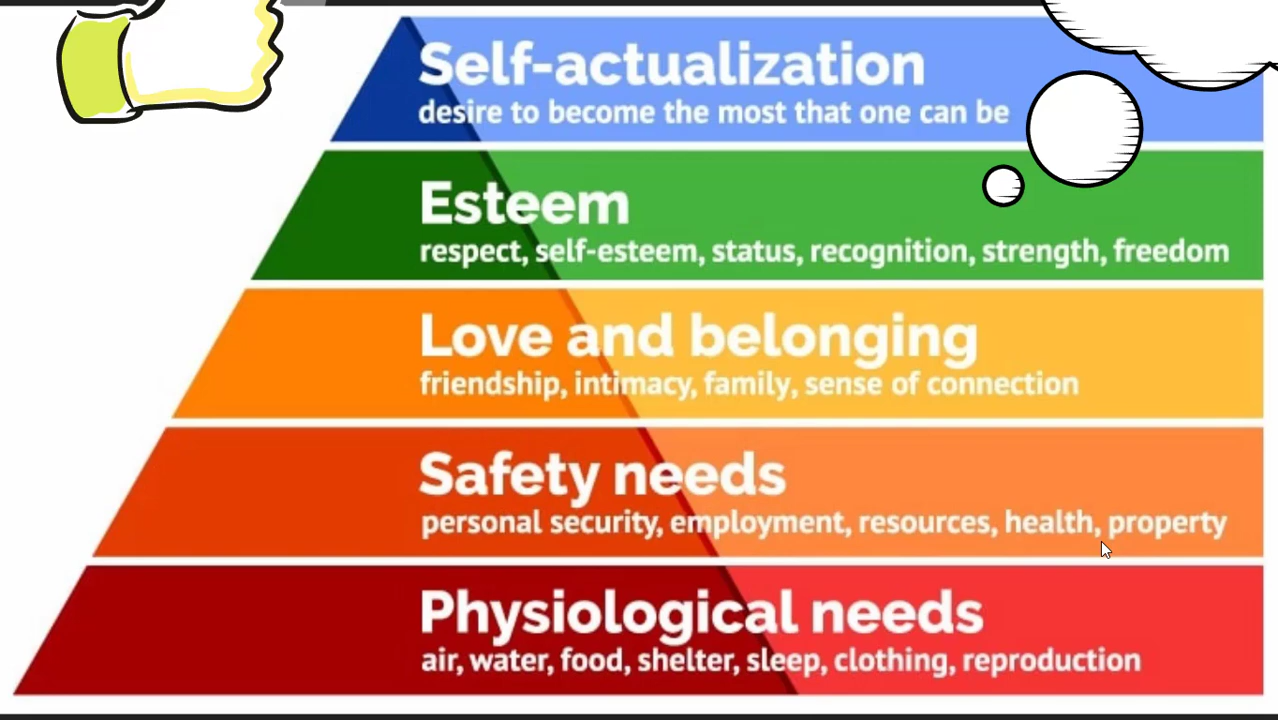 Self-actualization
desire to become the most that one can be
Esteem
respect, self-esteem, status, recognition, strength, freedom
Love and belonging
friendship, intimacy, family, sense of connection
Safety needs
personal security, employment, resources, health, property
Physiological needs
air, water, food, shelter, sleep, clothing, reproduction